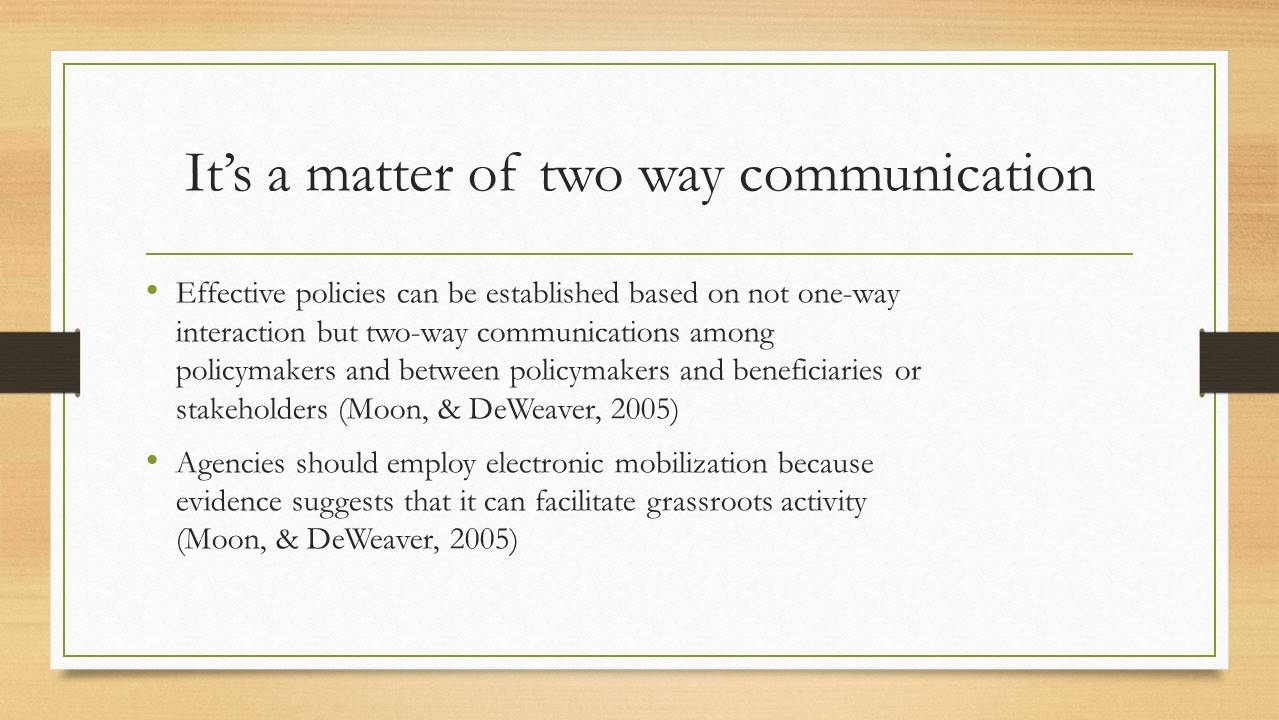 It’s a matter of two way communication
• Effective policies can be established based on not one-way
interaction but two-way communications among
policymakers and between policymakers and beneficiaries or
stakeholders (Moon, & DeWeaver, 2005)
• Agencies should employ electronic mobilization because
evidence suggests that it can facilitate grassroots activity
(Moon, & DeWeaver, 2005)